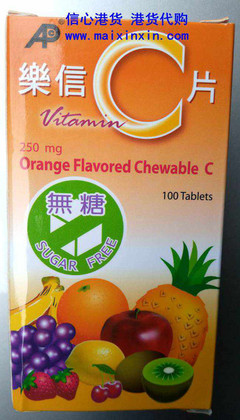 信心港货 港货代购
www.maixinxin.com
AP
樂信C片
Vitamin
250 mg
Orange Flavored Chewable C
100 Tablets
無糖
SUGAR FREE